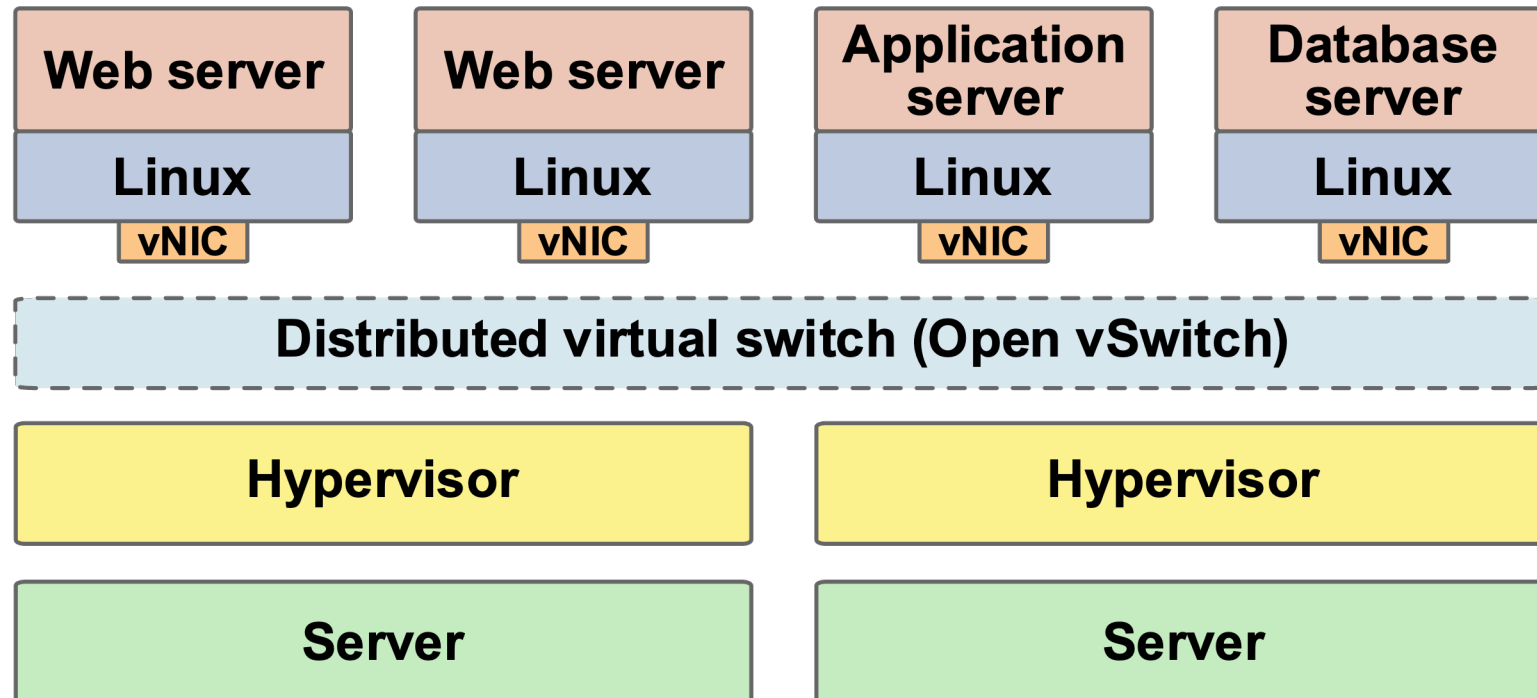 Web server
Web server
Application
server
Database
server
Linux
Linux
Linux
Linux
vNIC
vNIC
vNIC
vNIC
Distributed virtual switch (Open vSwitch)
Hypervisor
Hypervisor
Server
Server